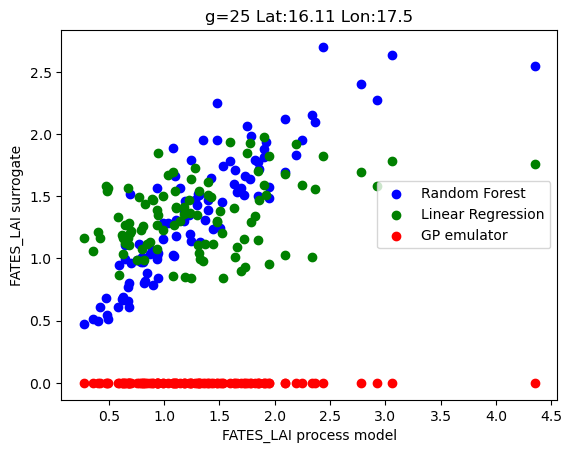 g=25 Lat:16.11 Lon:17.5
FATES_LAI surrogate
2.5
2.0
1.5
1.0
0.5
0.0
Random Forest
Linear Regression
GP emulator
0.5 1.0 1.5 2.0 2.5 3.0 3.5 4.0 4.5
FATES_LAI process model